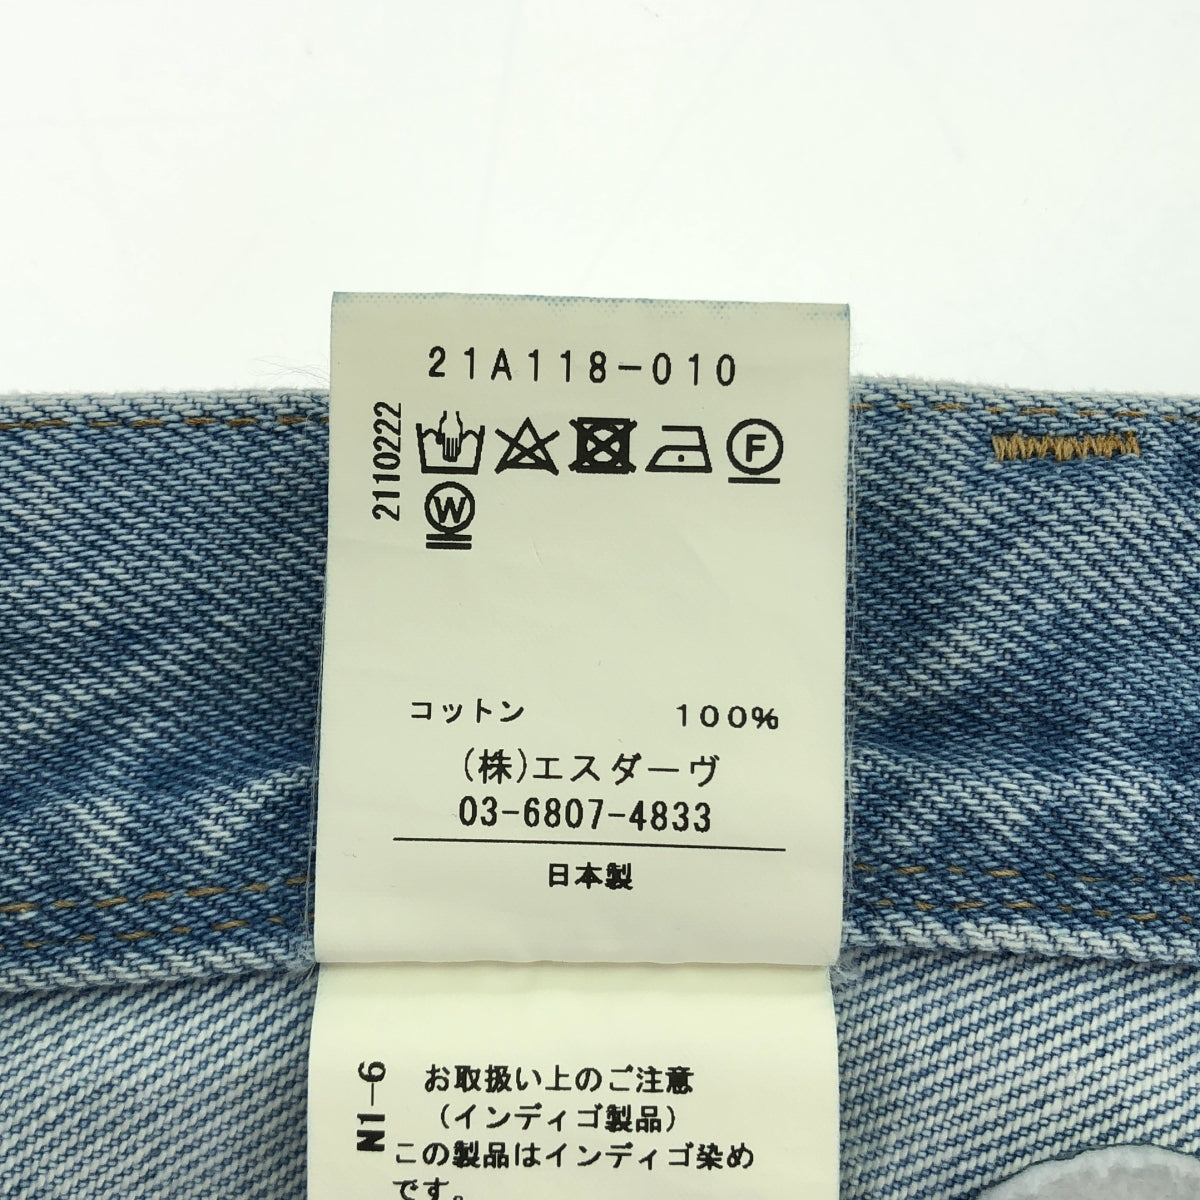 21A118-010
2110222
F
W
コットン 100%
(株)エスダーヴ
03-6807-4833
日本製
N1-6
お取扱い上のご注意
(インディゴ製品)
この製品はインディゴ染め
です。